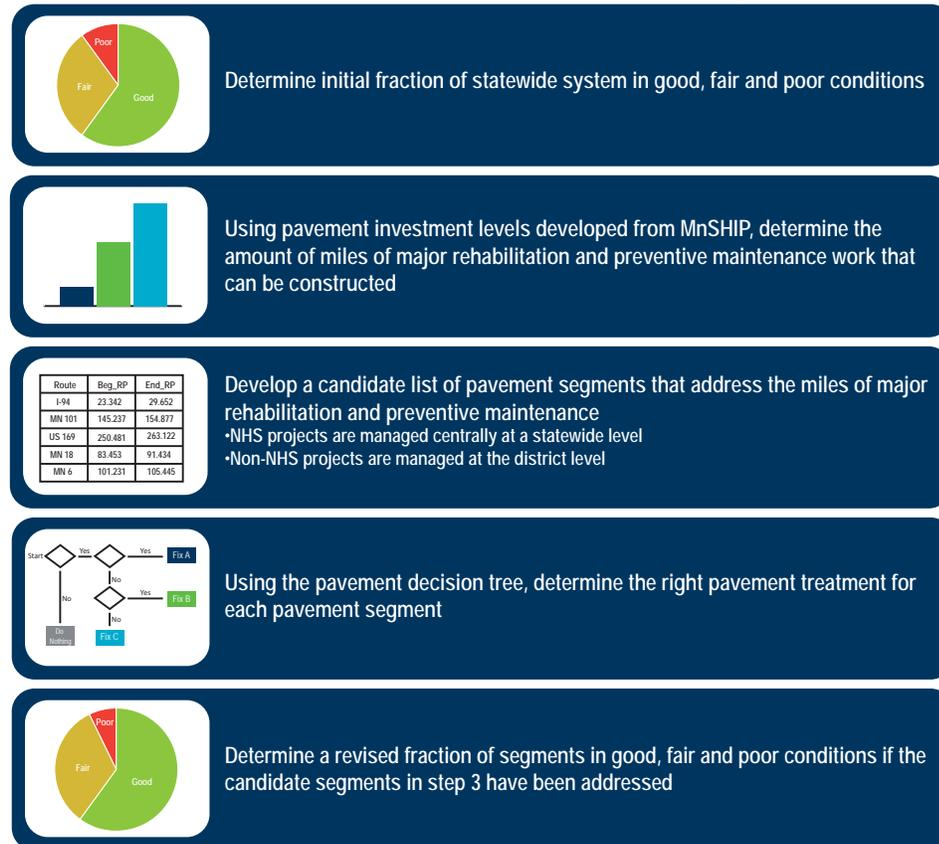 Poor
Fair
Good
Determine initial fraction of statewide system in good, fair and poor conditions
Using pavement investment levels developed from MnSHIP, determine the
amount of miles of major rehabilitation and preventive maintenance work that
can be constructed
Route Beg_RP End_RP
I-94 23.342 29.652
MN 101 145.237 154.877
US 169 250.481 263.122
MN 18 83.453 91.434
MN 6 101.231 105.445
Develop a candidate list of pavement segments that address the miles of major
rehabilitation and preventive maintenance
•NHS projects are managed centrally at a statewide level
•Non-NHS projects are managed at the district level
Start Yes Yes Fix A
No
No Yes Fix B
No
Do
Nothing
Fix C
Using the pavement decision tree, determine the right pavement treatment for
each pavement segment
Poor
Fair
Good
Determine a revised fraction of segments in good, fair and poor conditions if the
candidate segments in step 3 have been addressed